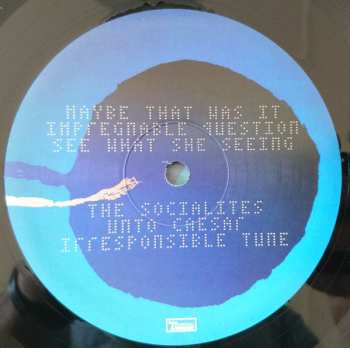 MAYBE THAT WAS IT
IMPREGNABLE QUESTION
SEE WHAT SHE SEEING
THE SOCIALITES
UNTO CAESAR
IRRESPONSIBLE TUNE